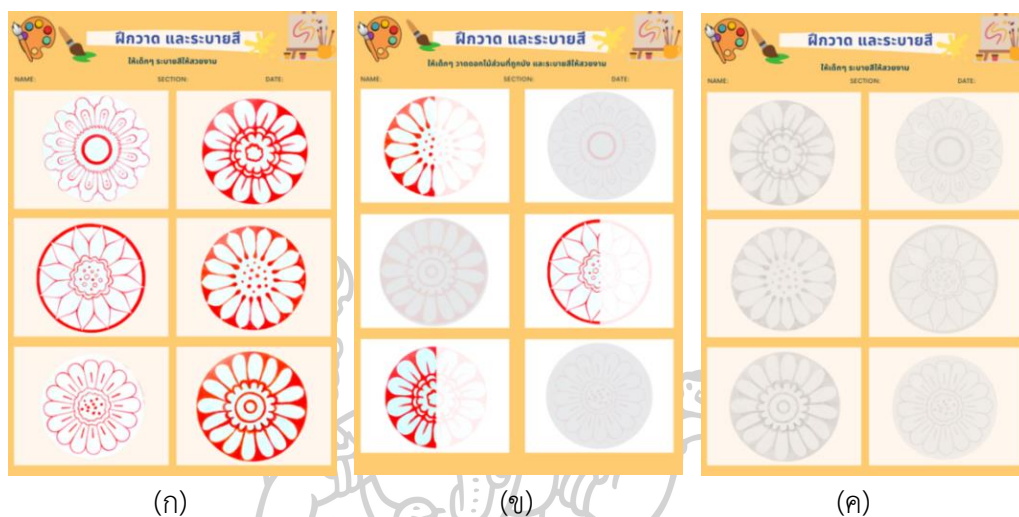 ฝึกวาด และระบายสี
ให้เด็กๆ ระบายสีให้สวยงาม
NAME: SECTION: DATE:
(ก)
ฝึกวาด และระบายสี
ให้เด็กๆ วาดดอกไม้ส่วนที่ถูกบัง และระบายสีให้สวยงาม
NAME: SECTION: DATE:
(ข)
ฝึกวาด และระบายสี
ให้เด็กๆ ระบายสีให้สวยงาม
NAME: SECTION: DATE:
(ค)